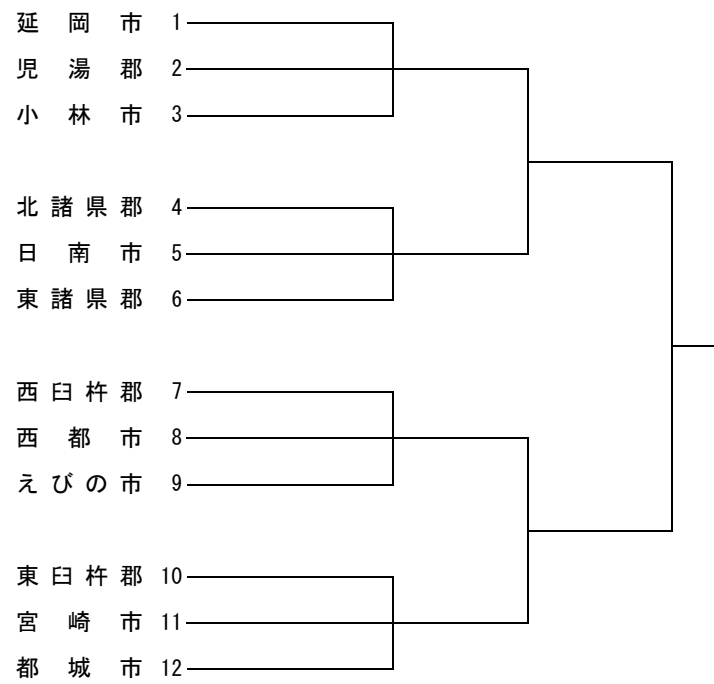 延岡市 1
児湯郡 2
小林市 3
北諸県郡 4
日南市 5
東諸県郡 6
西臼杵郡 7
西都市 8
えびの市 9
東臼杵郡 10
宮崎市 11
都城市 12